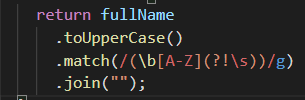 return fullName
.toUpperCase()
.match(/(\b[A-Z](?!\s))/g)
.join("");